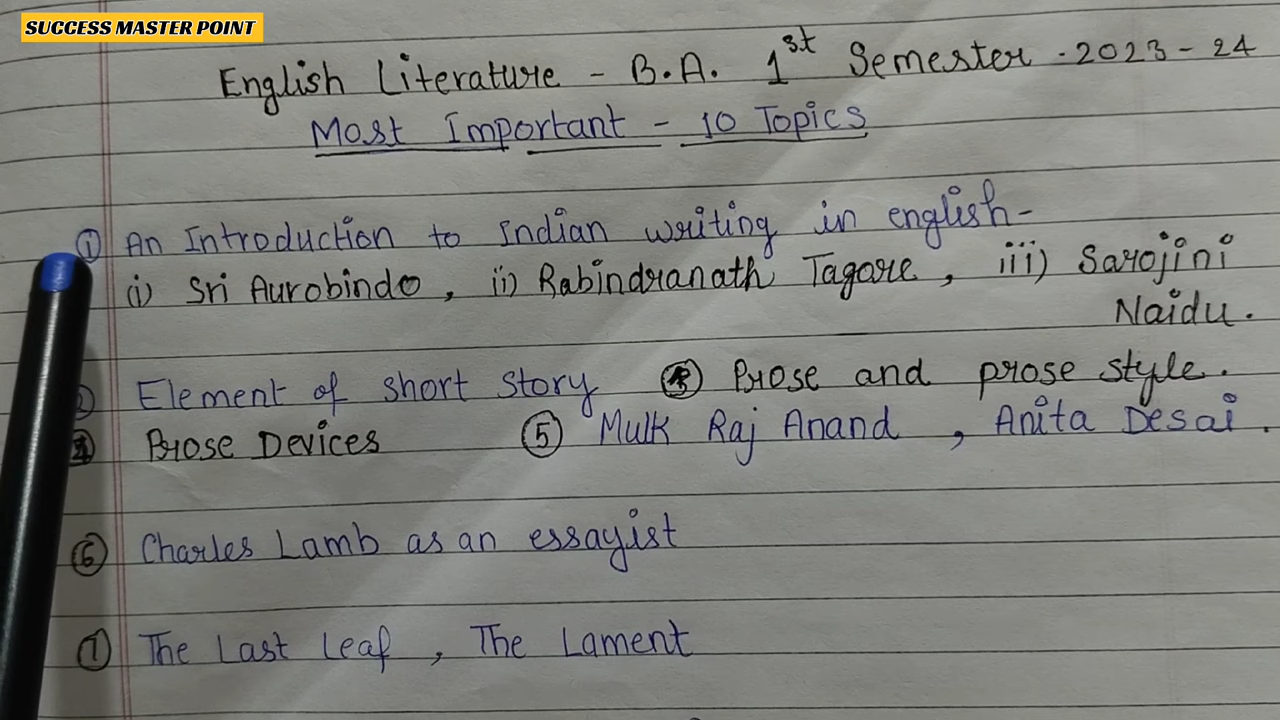 SUCCESS MASTER POINT
English Literature - B.A. 1st Semester - 2023-24
Most Important - 10 Topics
① An Introduction to Indian writing in english-
(i) Sri Aurobindo, ii) Rabindranath Tagore, iii) Sarojini
Naidu.
② Element of short story ③ Prose and prose style.
④ Prose Devices ⑤ Mulk Raj Anand, Anita Desai.
⑥ Charles Lamb as an essayist
⑦ The Last Leaf, The Lament